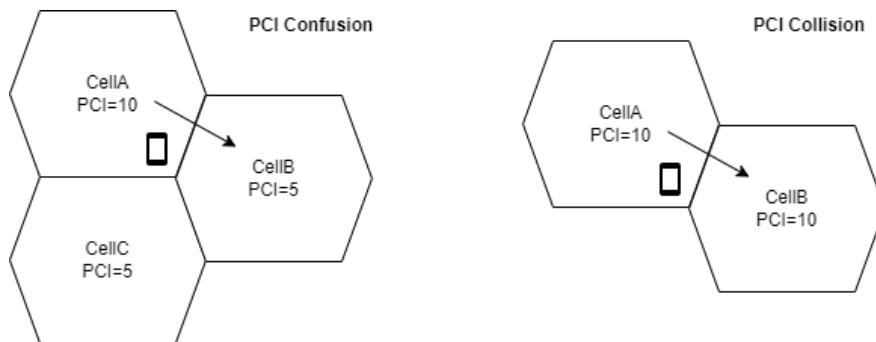 PCI Confusion
CellA
PCI=10
CellB
PCI=5
CellC
PCI=5
PCI Collision
CellA
PCI=10
CellB
PCI=10